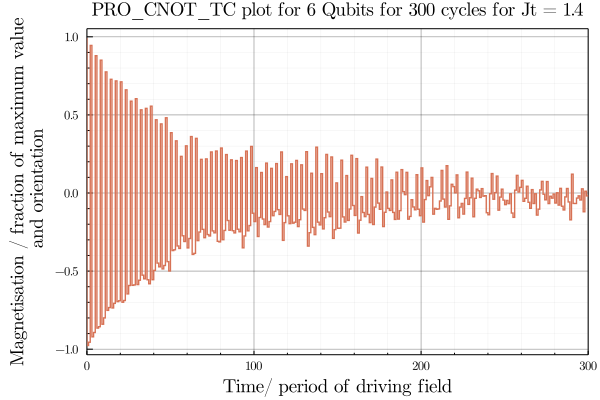 PRO_CNOT_TC plot for 6 Qubits for 300 cycles for Jt = 1.4
Magnetisation / fraction of maximum value
and orientation
1.0
0.5
0.0
−0.5
−1.0
0
100
200
300
Time/ period of driving field